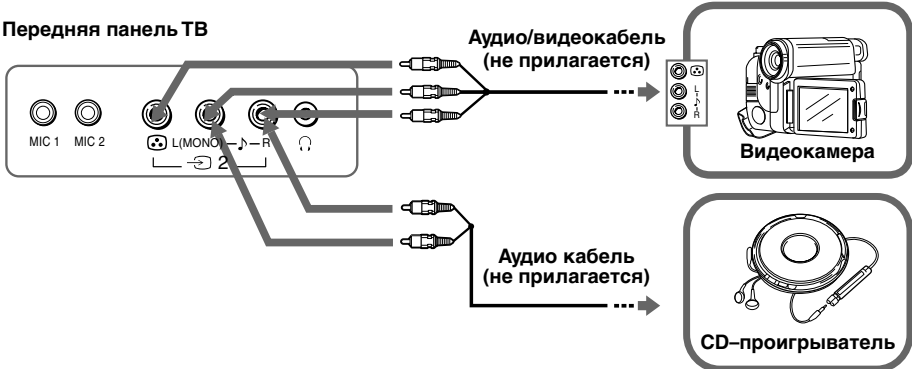 Передняя панель ТВ
MIC 1
MIC 2
L(MONO)
R
2
Аудио/видеокабель
(не прилагается)
L
R
Видеокамера
Аудио кабель
(не прилагается)
CD–проигрыватель